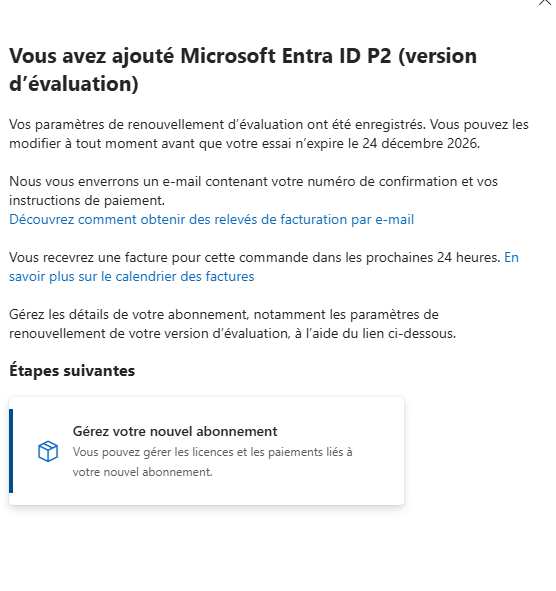 Vous avez ajouté Microsoft Entra ID P2 (version
d’évaluation)
Vos paramètres de renouvellement d’évaluation ont été enregistrés. Vous pouvez les
modifier à tout moment avant que votre essai n’expire le 24 décembre 2026.
Nous vous enverrons un e-mail contenant votre numéro de confirmation et vos
instructions de paiement.
Découvrez comment obtenir des relevés de facturation par e-mail
Vous recevrez une facture pour cette commande dans les prochaines 24 heures. En
savoir plus sur le calendrier des factures
Gérez les détails de votre abonnement, notamment les paramètres de
renouvellement de votre version d’évaluation, à l’aide du lien ci-dessous.
Étapes suivantes
Gérez votre nouvel abonnement
Vous pouvez gérer les licences et les paiements liés à
votre nouvel abonnement.